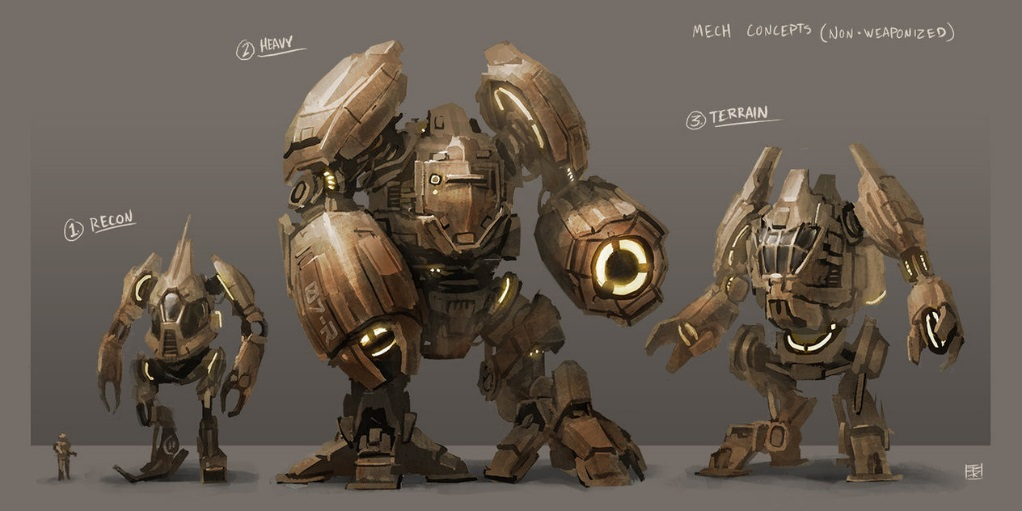 MECH CONCEPTS (NON-WEAPONIZED)
② HEAVY
③ TERRAIN
① RECON